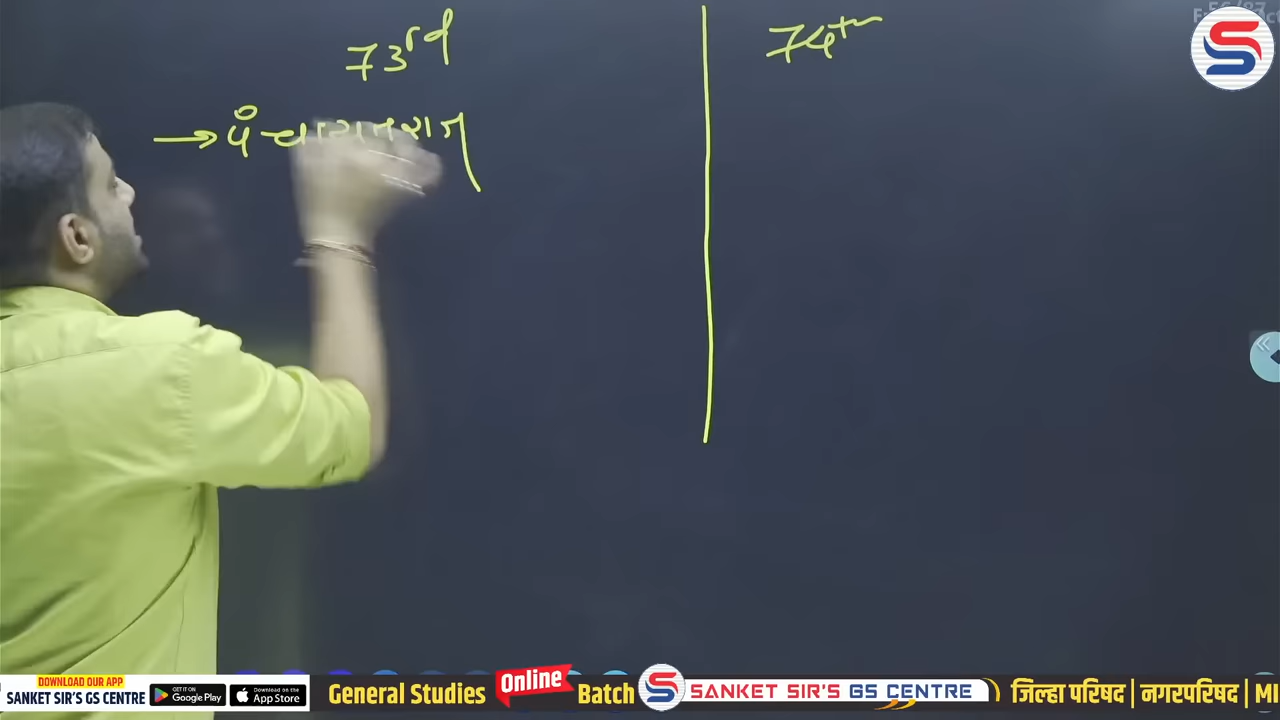 73rd
74th
→ पंचायतराज
DOWNLOAD OUR APP
SANKET SIR'S GS CENTRE
GET IT ON
Google Play
Download on the
App Store
General Studies Online Batch
SANKET SIR'S GS CENTRE
जिल्हा परिषद | नगरपरिषद |